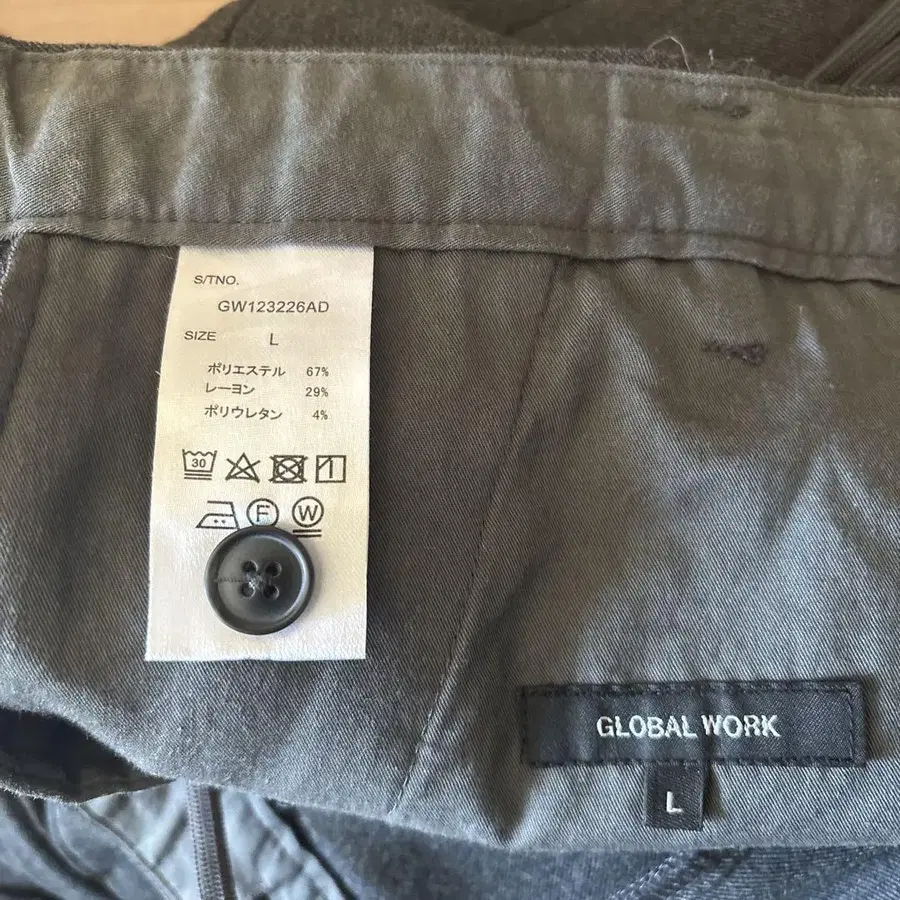 S/TNO.
GW123226AD
SIZE L
ポリエステル 67%
レーヨン 29%
ポリウレタン 4%
30
F W
GLOBAL WORK
L